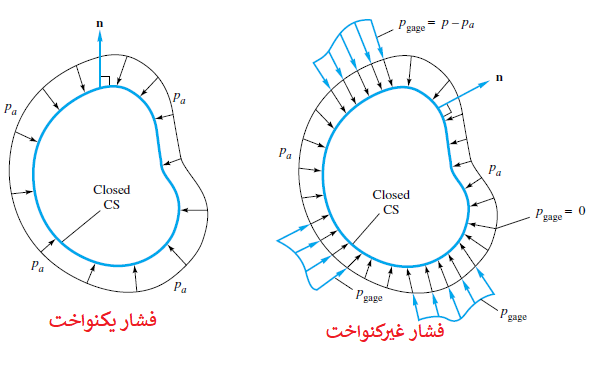 n
pa
pa
Closed
CS
pa
pa
فشار یکنواخت
pgage = p – pa
n
pa
pa
Closed
CS
pgage = 0
pgage
pgage
فشار غیرکنواخت